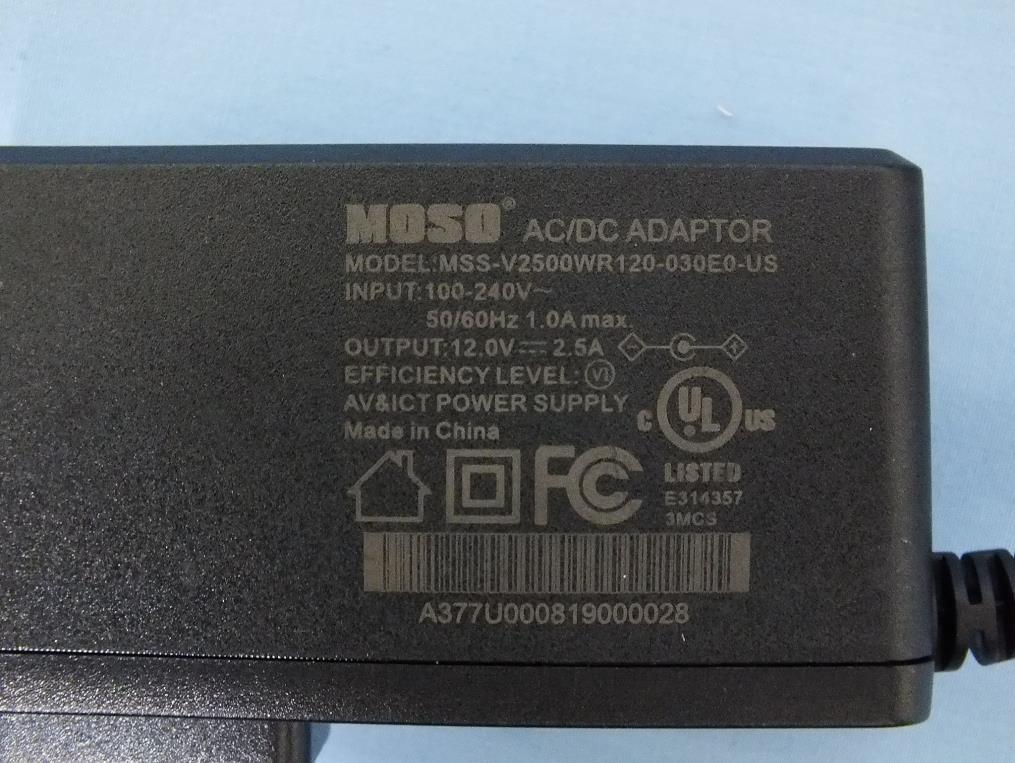 MOSO® AC/DC ADAPTOR
MODEL:MSS-V2500WR120-030E0-US
INPUT:100-240V~
50/60Hz 1.0A max.
OUTPUT:12.0V⎓2.5A
EFFICIENCY LEVEL: VI
AV&ICT POWER SUPPLY
Made in China
C UL US
LISTED
E314357
3MCS
FC
A377U000819000028